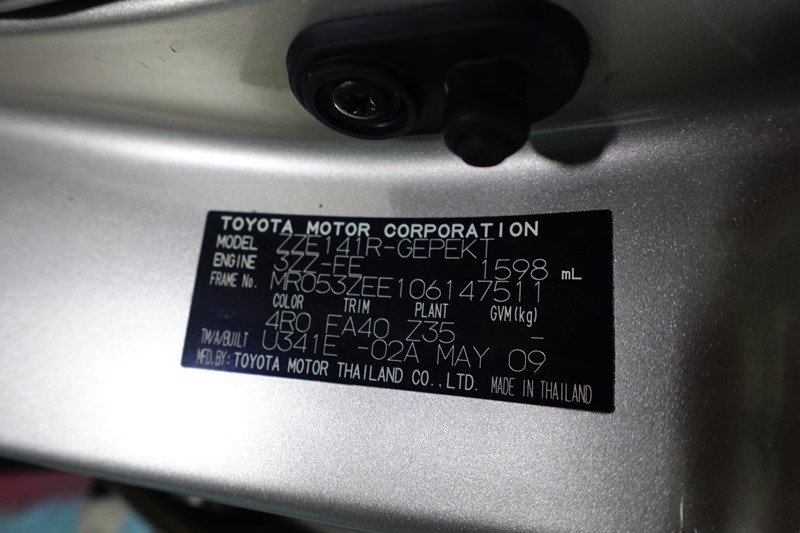 TOYOTA MOTOR CORPORATION
MODEL ZZE141R-GEPEKT
ENGINE 3ZZ-EE 1598 mL
FRAME No. MR053ZEE106147511
COLOR TRIM PLANT GVM(kg)
4R0 FA40 Z35 –
TM/A/BUILT U341E -02A MAY 09
MFD.BY: TOYOTA MOTOR THAILAND CO.,LTD. MADE IN THAILAND